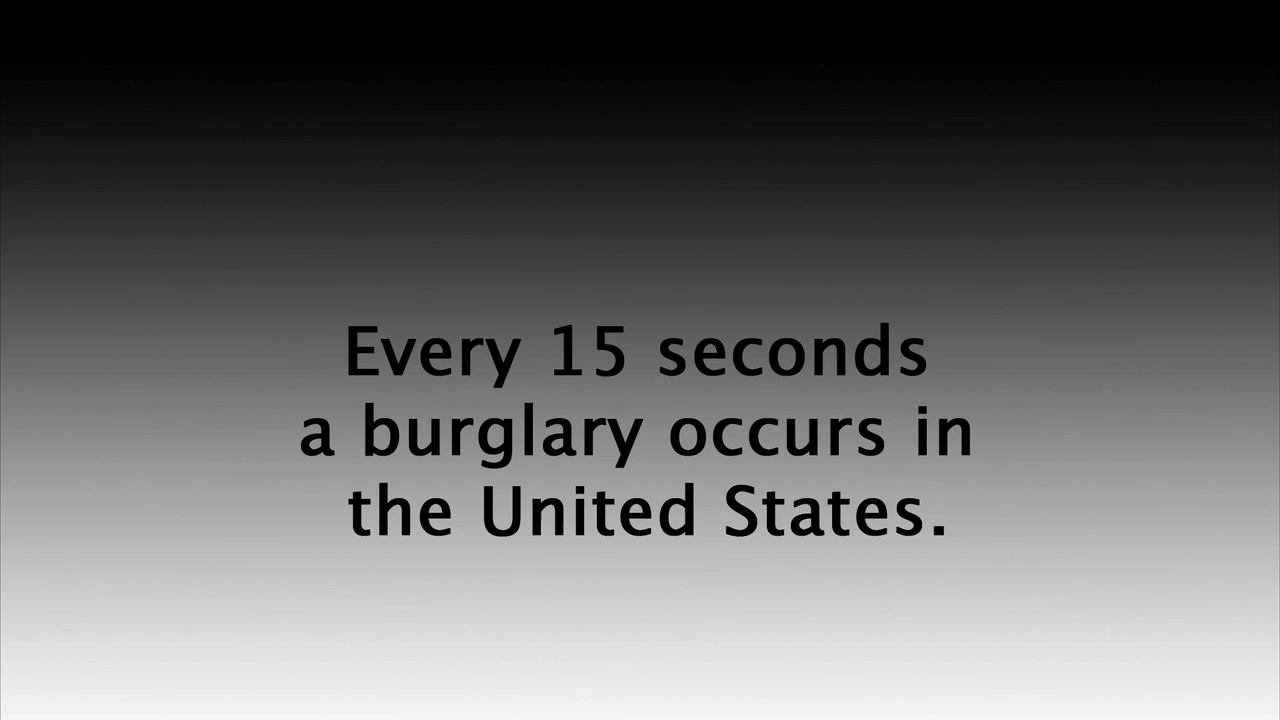 Every 15 seconds
a burglary occurs in
the United States.